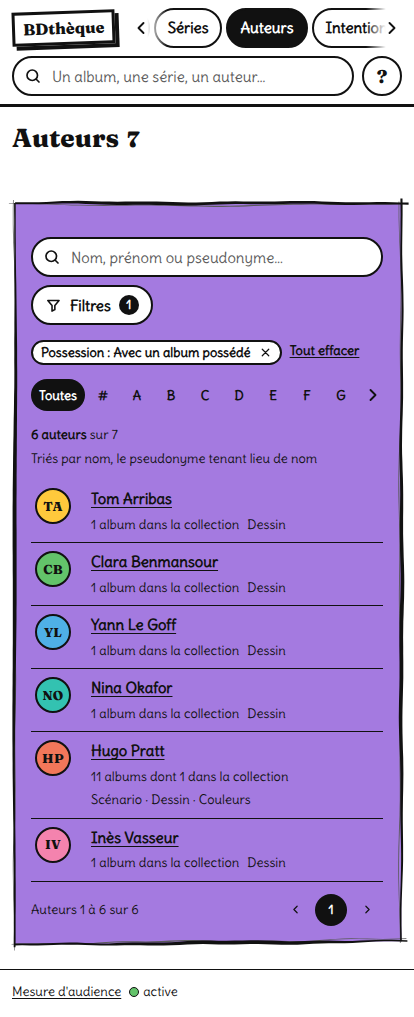 BDthèque
Séries
Auteurs
Intention
Un album, une série, un auteur...
?
Auteurs 7
Nom, prénom ou pseudonyme...
Filtres 1
Possession : Avec un album possédé ×
Tout effacer
Toutes # A B C D E F G
6 auteurs sur 7
Triés par nom, le pseudonyme tenant lieu de nom
TA
Tom Arribas
1 album dans la collection Dessin
CB
Clara Benmansour
1 album dans la collection Dessin
YL
Yann Le Goff
1 album dans la collection Dessin
NO
Nina Okafor
1 album dans la collection Dessin
HP
Hugo Pratt
11 albums dont 1 dans la collection
Scénario · Dessin · Couleurs
IV
Inès Vasseur
1 album dans la collection Dessin
Auteurs 1 à 6 sur 6
1
Mesure d'audience active